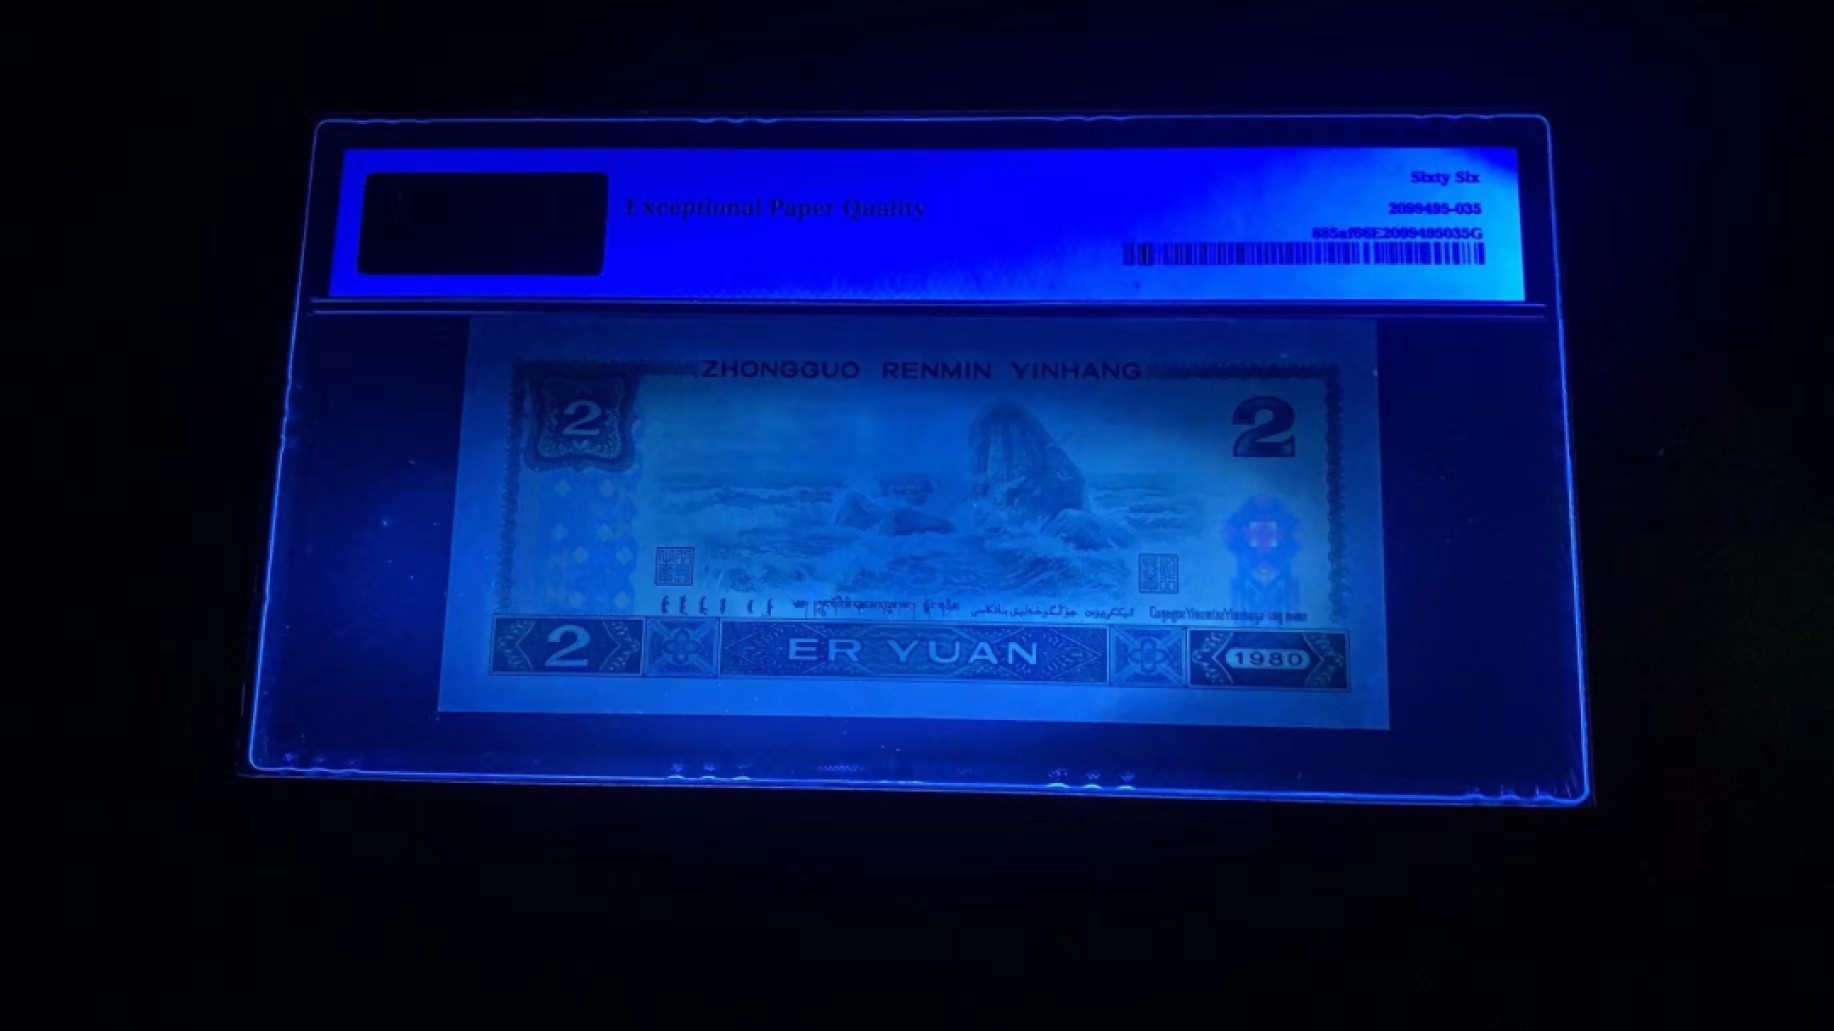 Sixty Six
Exceptional Paper Quality
2099495-035
885af66E2099495035G
ZHONGGUO RENMIN YINHANG
2
2
2
ER YUAN
1980